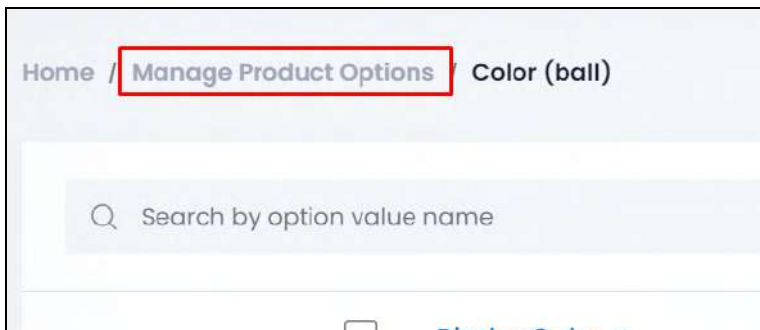 Home / Manage Product Options / Color (ball)
Search by option value name